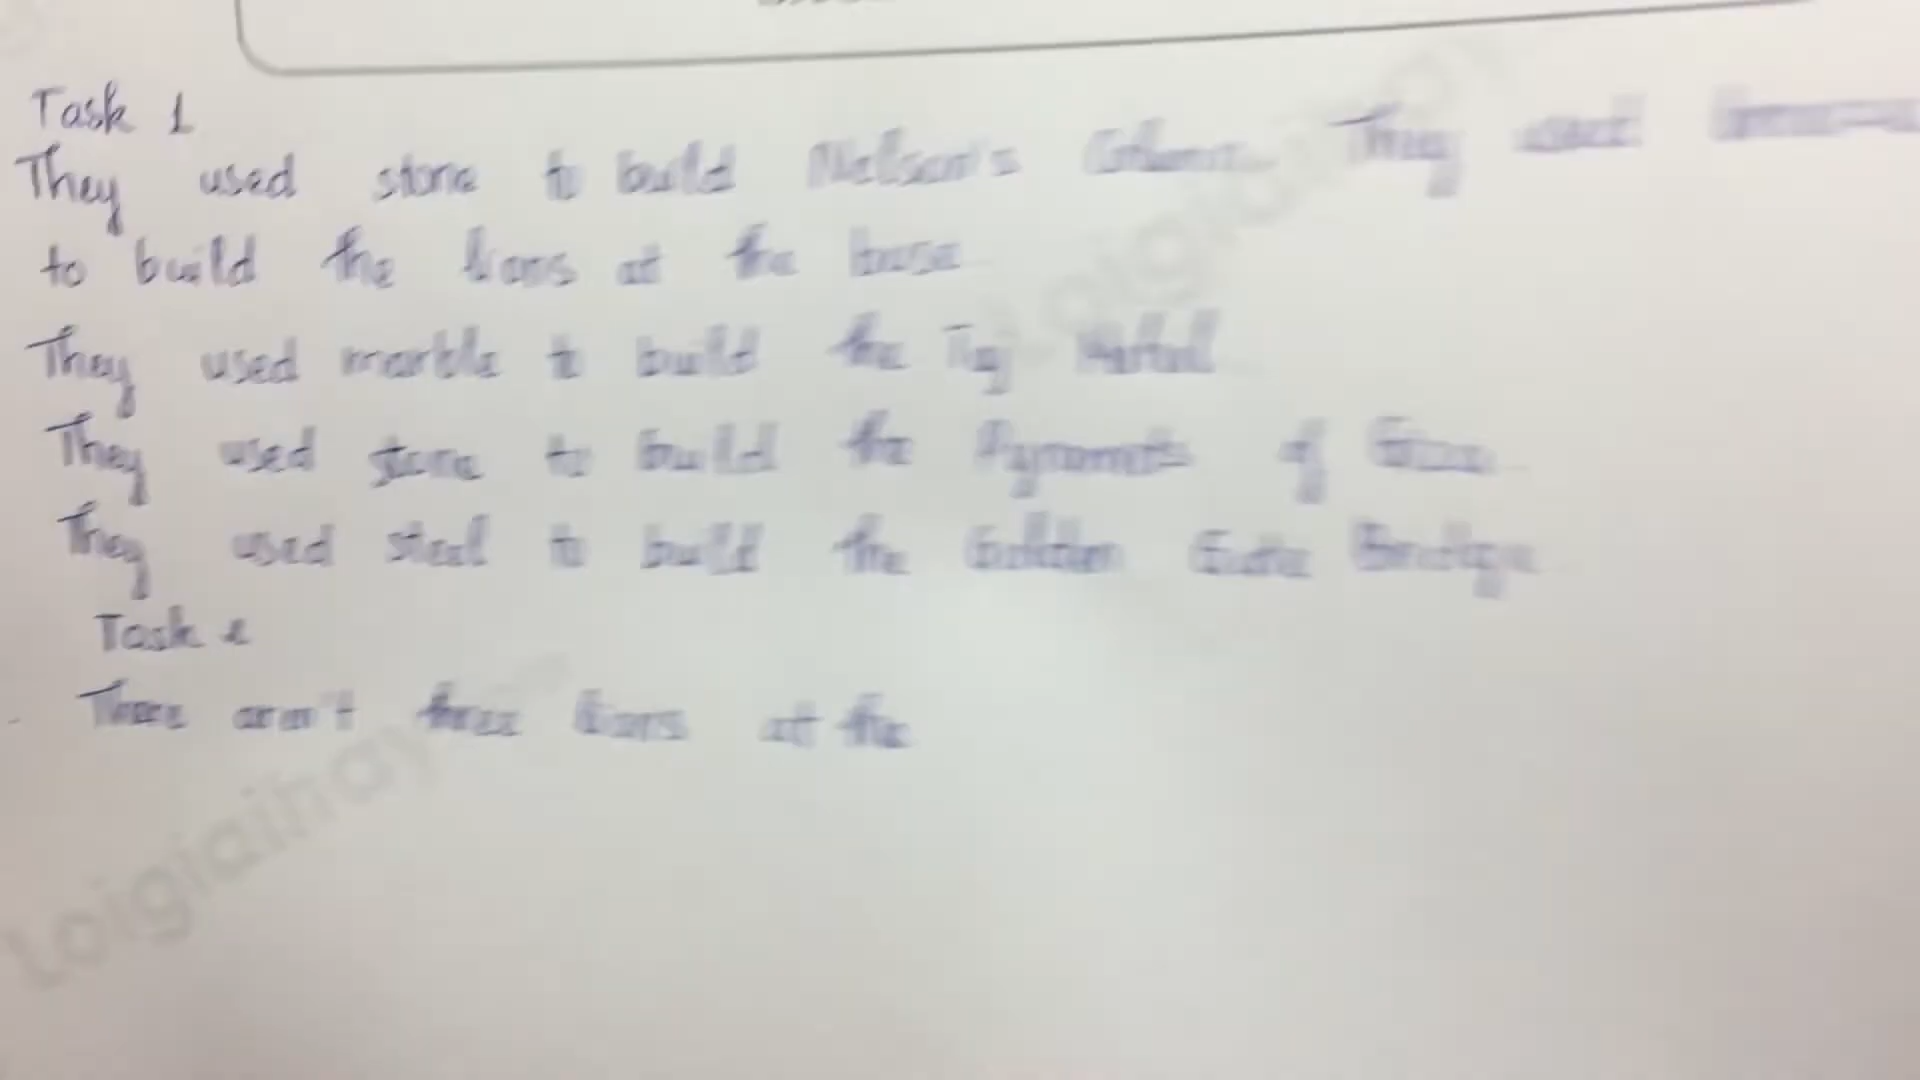 Task 1
They used stone to build Nelson's Column. They used
to build the lions at the base
They used marble to build the Taj Mahal
They used stone to build the Pyramids of Giza
They used steel to build the Golden Gate Bridge
Task
There aren't three lions at the
Loigiaihay